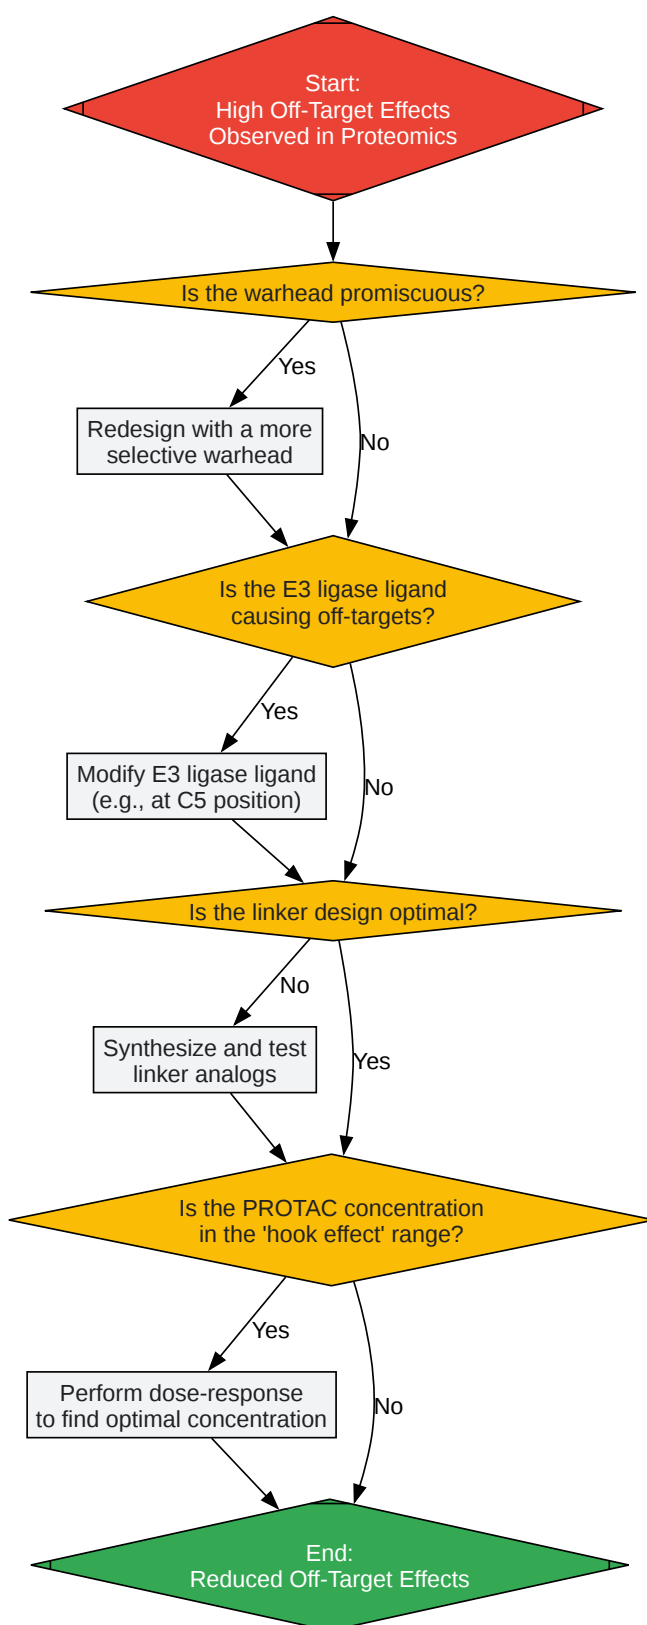 Start:
High Off-Target Effects
Observed in Proteomics
Is the warhead promiscuous?
Yes
Redesign with a more
selective warhead
No
Is the E3 ligase ligand
causing off-targets?
Yes
Modify E3 ligase ligand
(e.g., at C5 position)
No
Is the linker design optimal?
No
Synthesize and test
linker analogs
Yes
Is the PROTAC concentration
in the 'hook effect' range?
Yes
Perform dose-response
to find optimal concentration
No
End:
Reduced Off-Target Effects